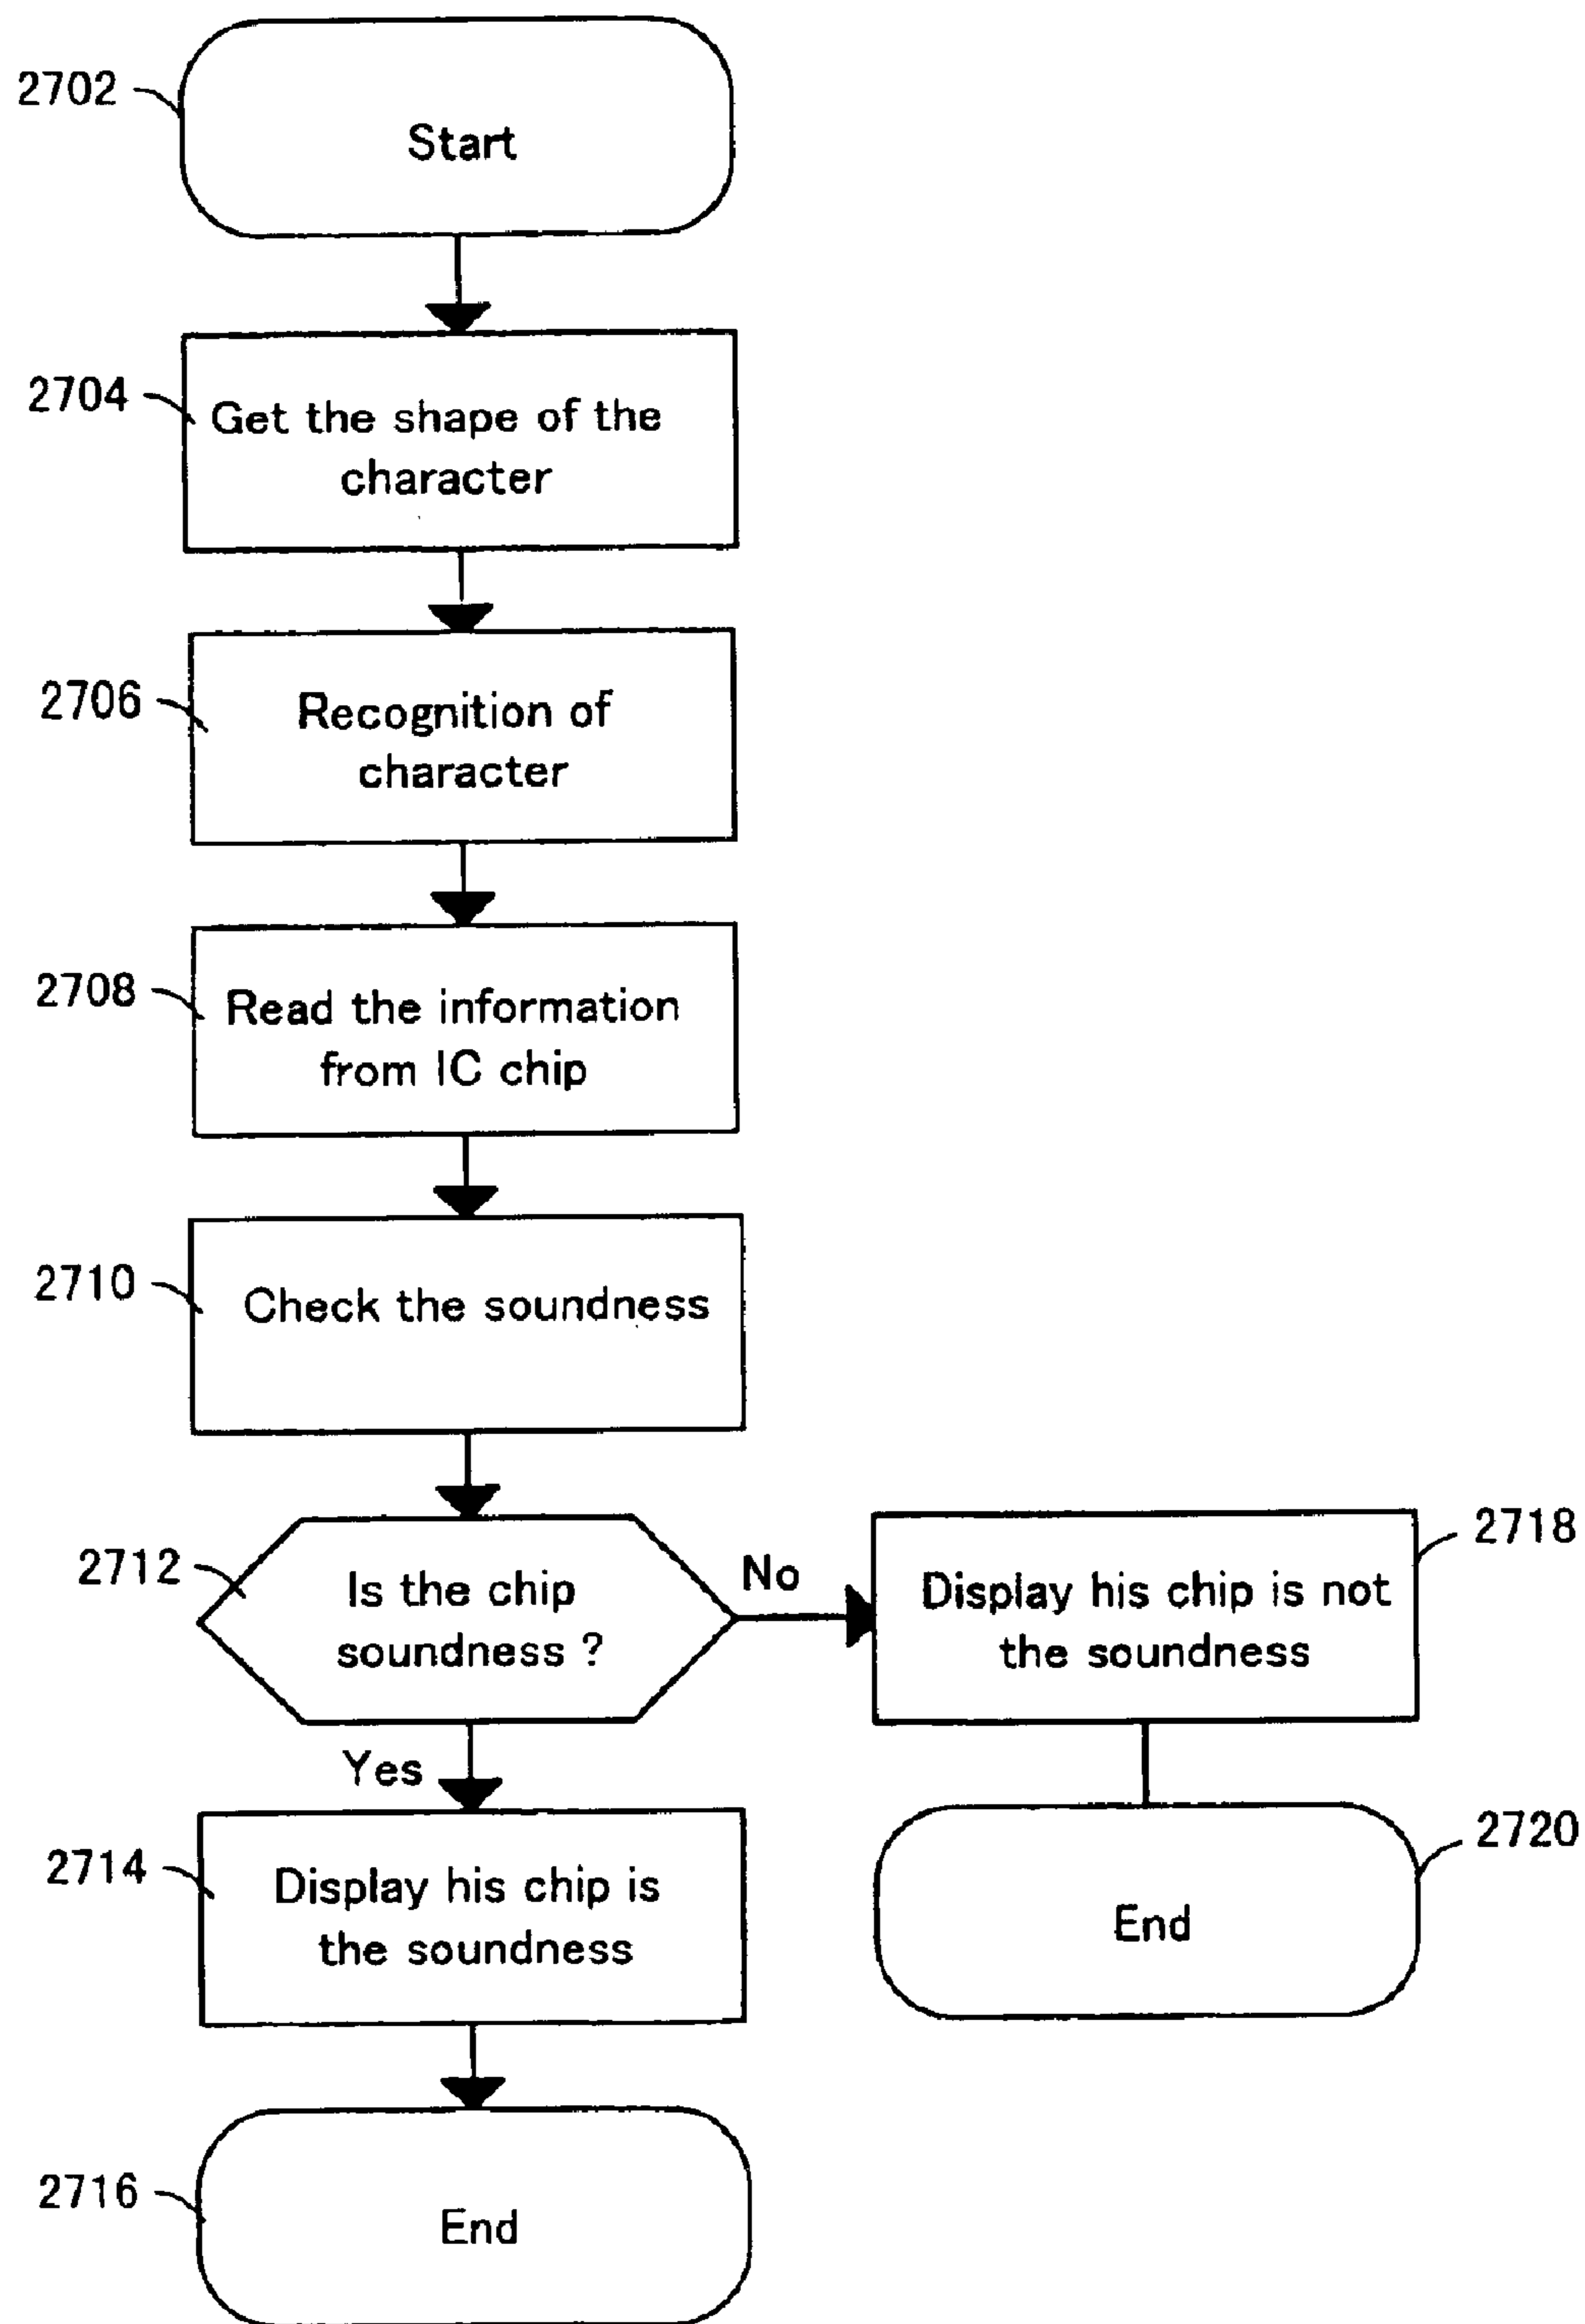 2702
Start
2704
Get the shape of the
character
2706
Recognition of
character
2708
Read the information
from IC chip
2710
Check the soundness
2712
Is the chip
soundness ?
No
2718
Display his chip is not
the soundness
Yes
2714
Display his chip is
the soundness
2720
End
2716
End